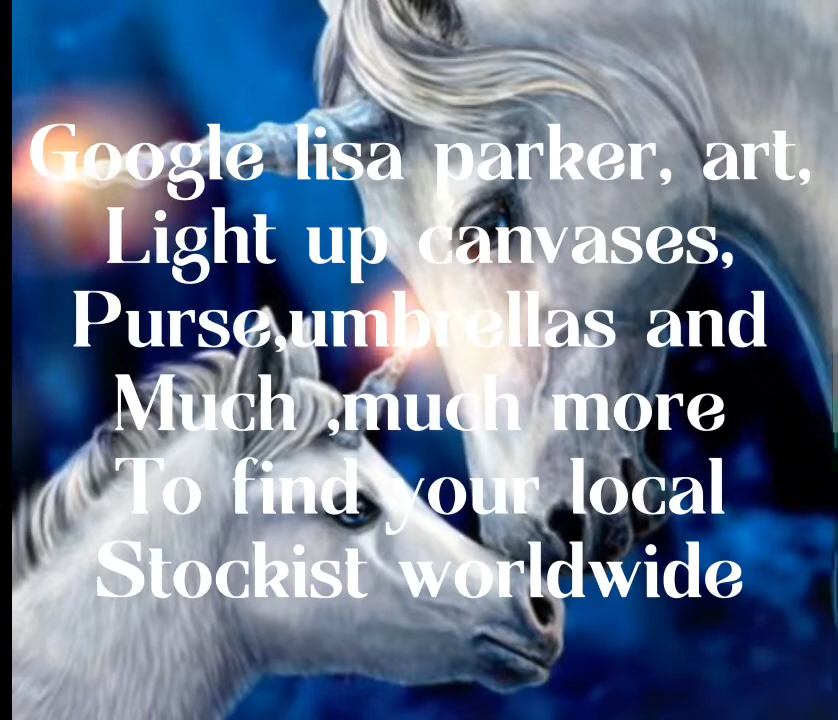 Google lisa parker, art,
Light up canvases,
Purse,umbrellas and
Much ,much more
To find your local
Stockist worldwide